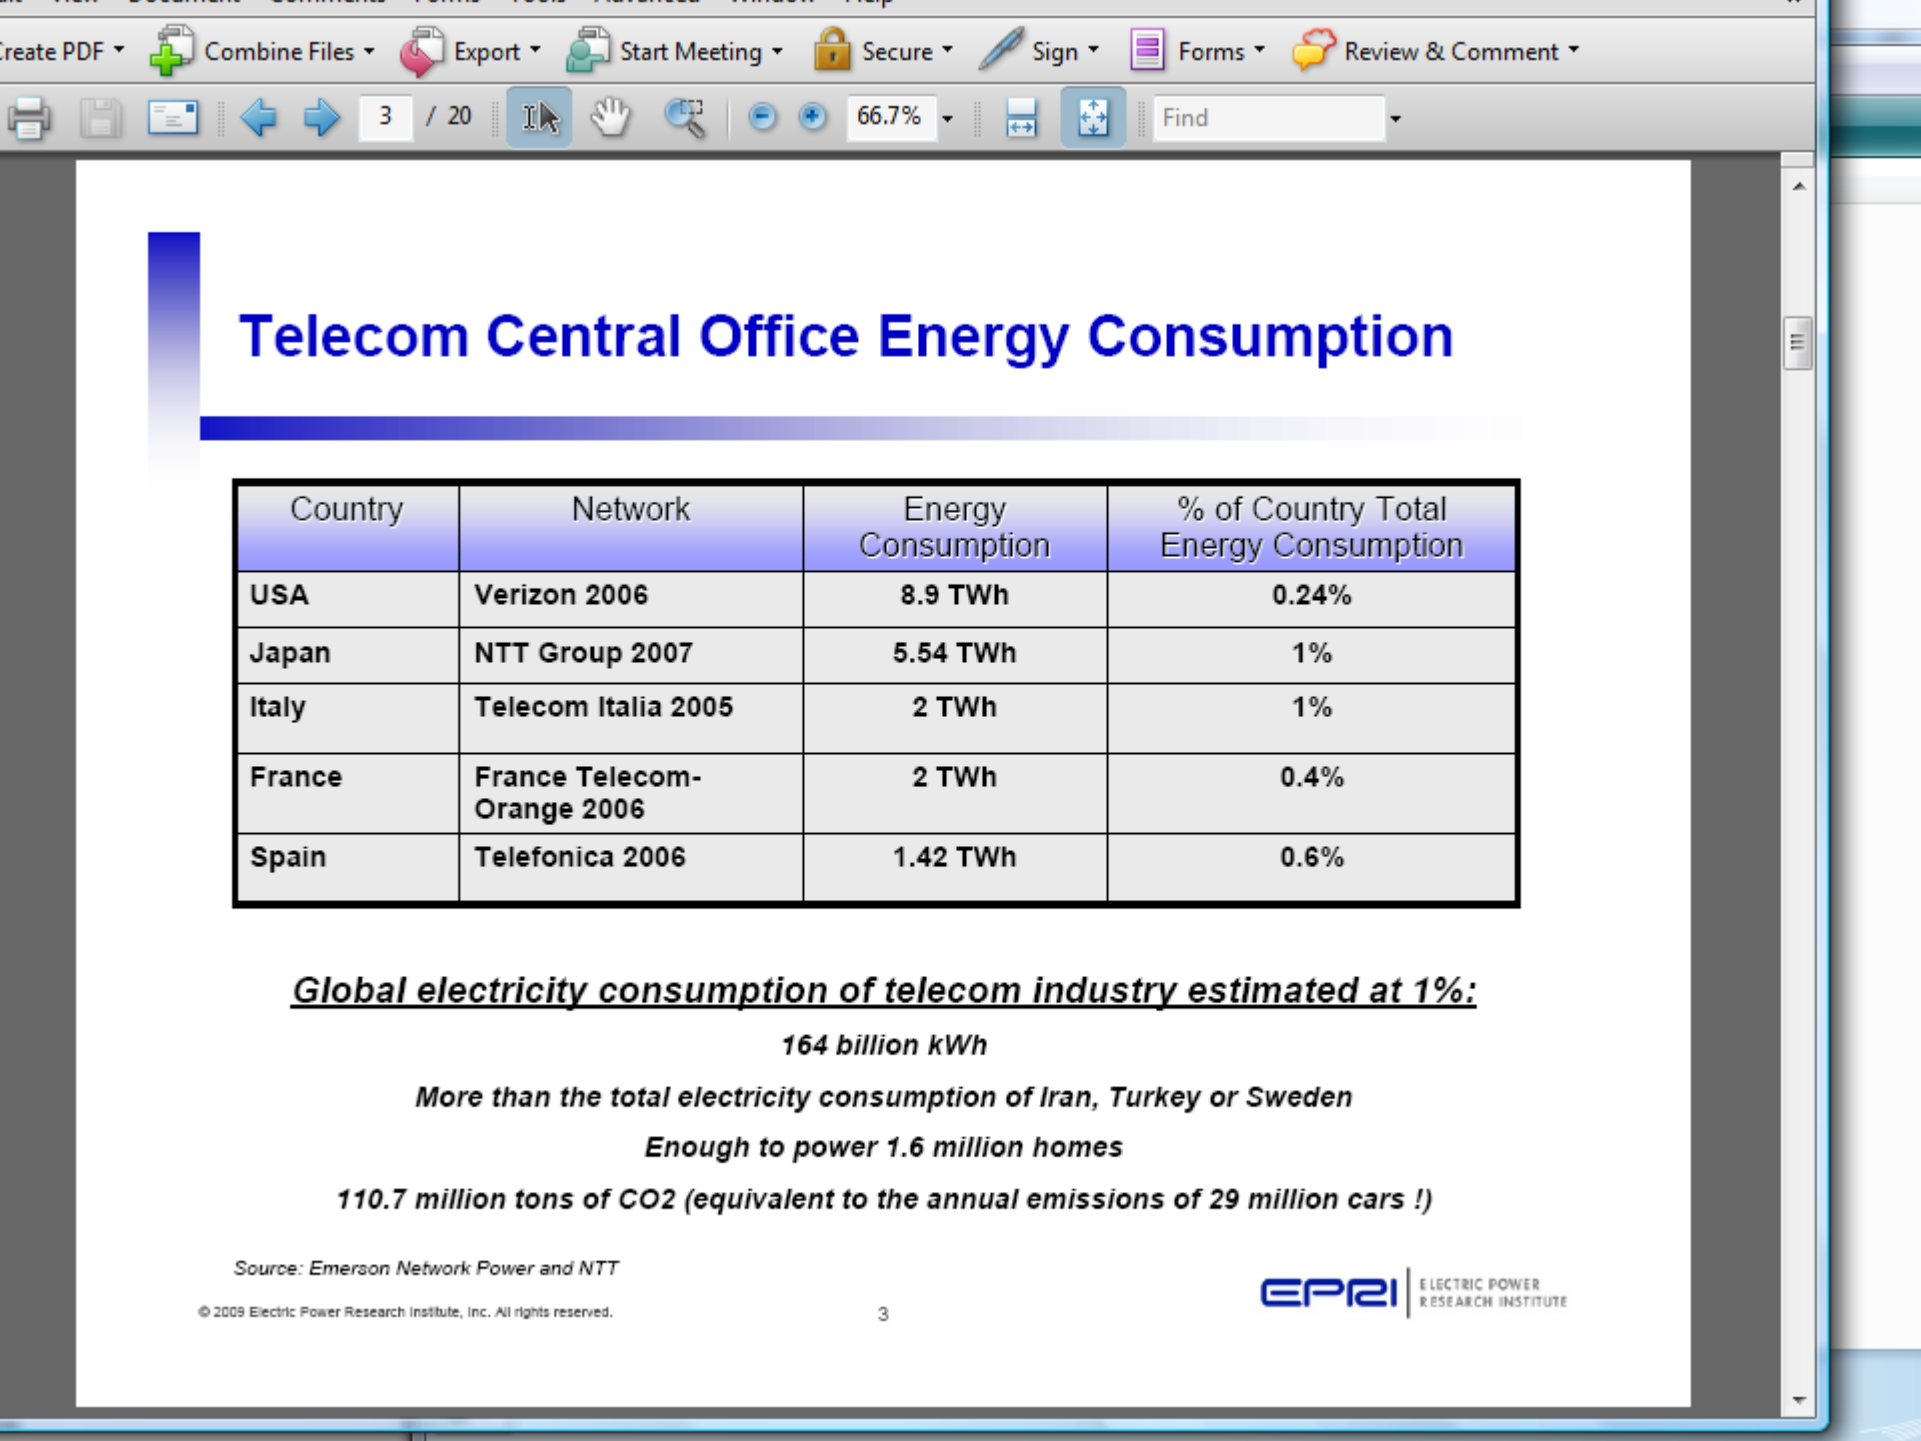 Create PDF Combine Files Export Start Meeting Secure Sign Forms Review & Comment
3 / 20 66.7% Find
Telecom Central Office Energy Consumption
Country Network Energy Consumption % of Country Total Energy Consumption
USA Verizon 2006 8.9 TWh 0.24%
Japan NTT Group 2007 5.54 TWh 1%
Italy Telecom Italia 2005 2 TWh 1%
France France Telecom-Orange 2006 2 TWh 0.4%
Spain Telefonica 2006 1.42 TWh 0.6%
Global electricity consumption of telecom industry estimated at 1%:
164 billion kWh
More than the total electricity consumption of Iran, Turkey or Sweden
Enough to power 1.6 million homes
110.7 million tons of CO2 (equivalent to the annual emissions of 29 million cars !)
Source: Emerson Network Power and NTT
© 2009 Electric Power Research Institute, Inc. All rights reserved.
3
EPRI ELECTRIC POWER
RESEARCH INSTITUTE